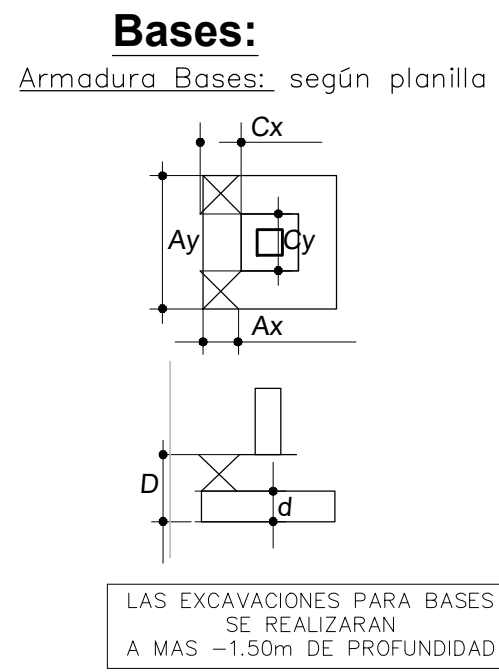 Bases:
Armadura Bases: según planilla
Cx
Ay
Cy
Ax
D
d
LAS EXCAVACIONES PARA BASES
SE REALIZARAN
A MAS -1.50m DE PROFUNDIDAD